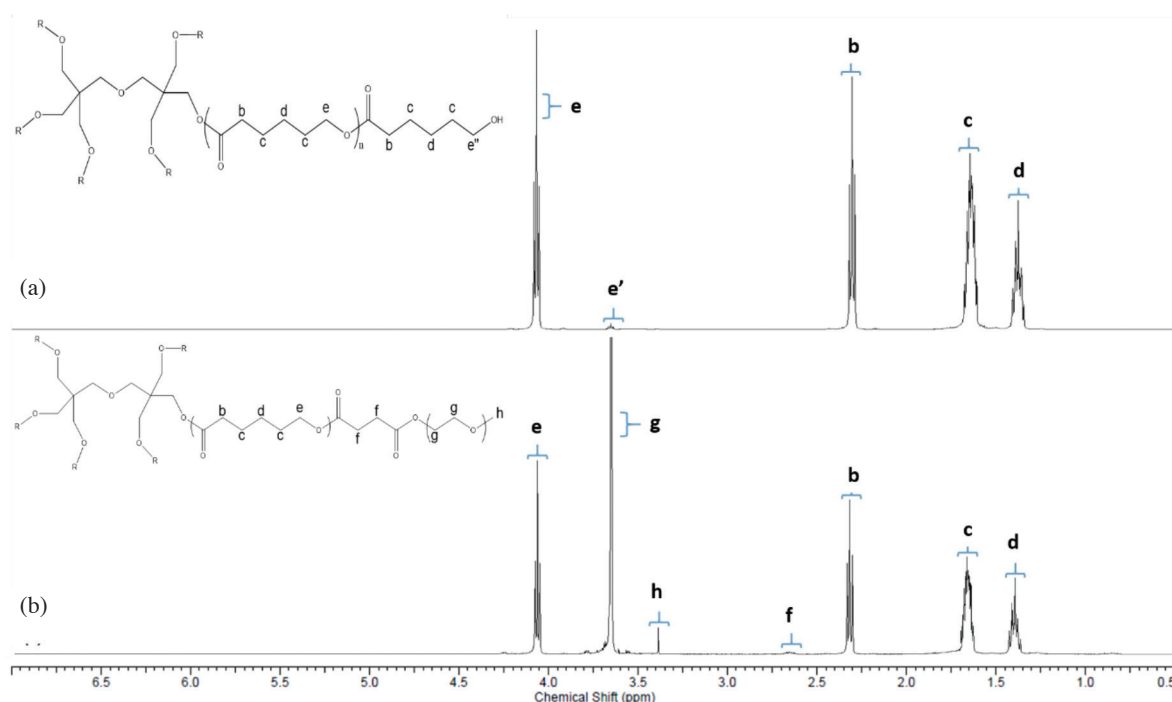 R R
O O
O O O
R O
O O
R R
b d e c c
O O OH
c c O n b d e"
O
e
b
c
d
(a)
e'
R R
O O
O O O
R O
O O
R R
b d e f g h
O O O O
c c O f O g
O
e
g
b
c
d
h
f
(b)
6.5 6.0 5.5 5.0 4.5 4.0 3.5 3.0 2.5 2.0 1.5 1.0 0.5
Chemical Shift (ppm)